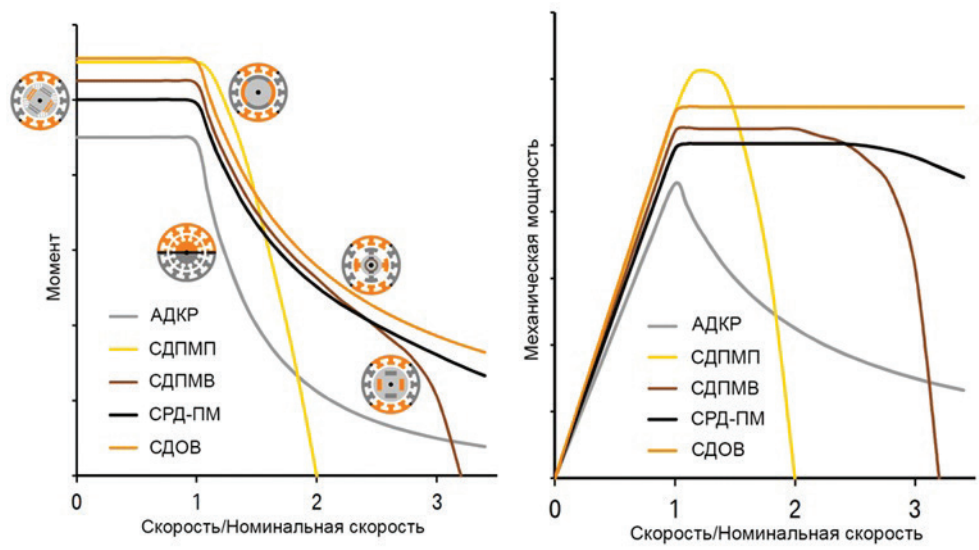 Момент
АДКР
СДПМП
СДПМВ
СРД-ПМ
СДОВ
0
1
2
3
Скорость/Номинальная скорость
Механическая мощность
АДКР
СДПМП
СДПМВ
СРД-ПМ
СДОВ
0
1
2
3
Скорость/Номинальная скорость